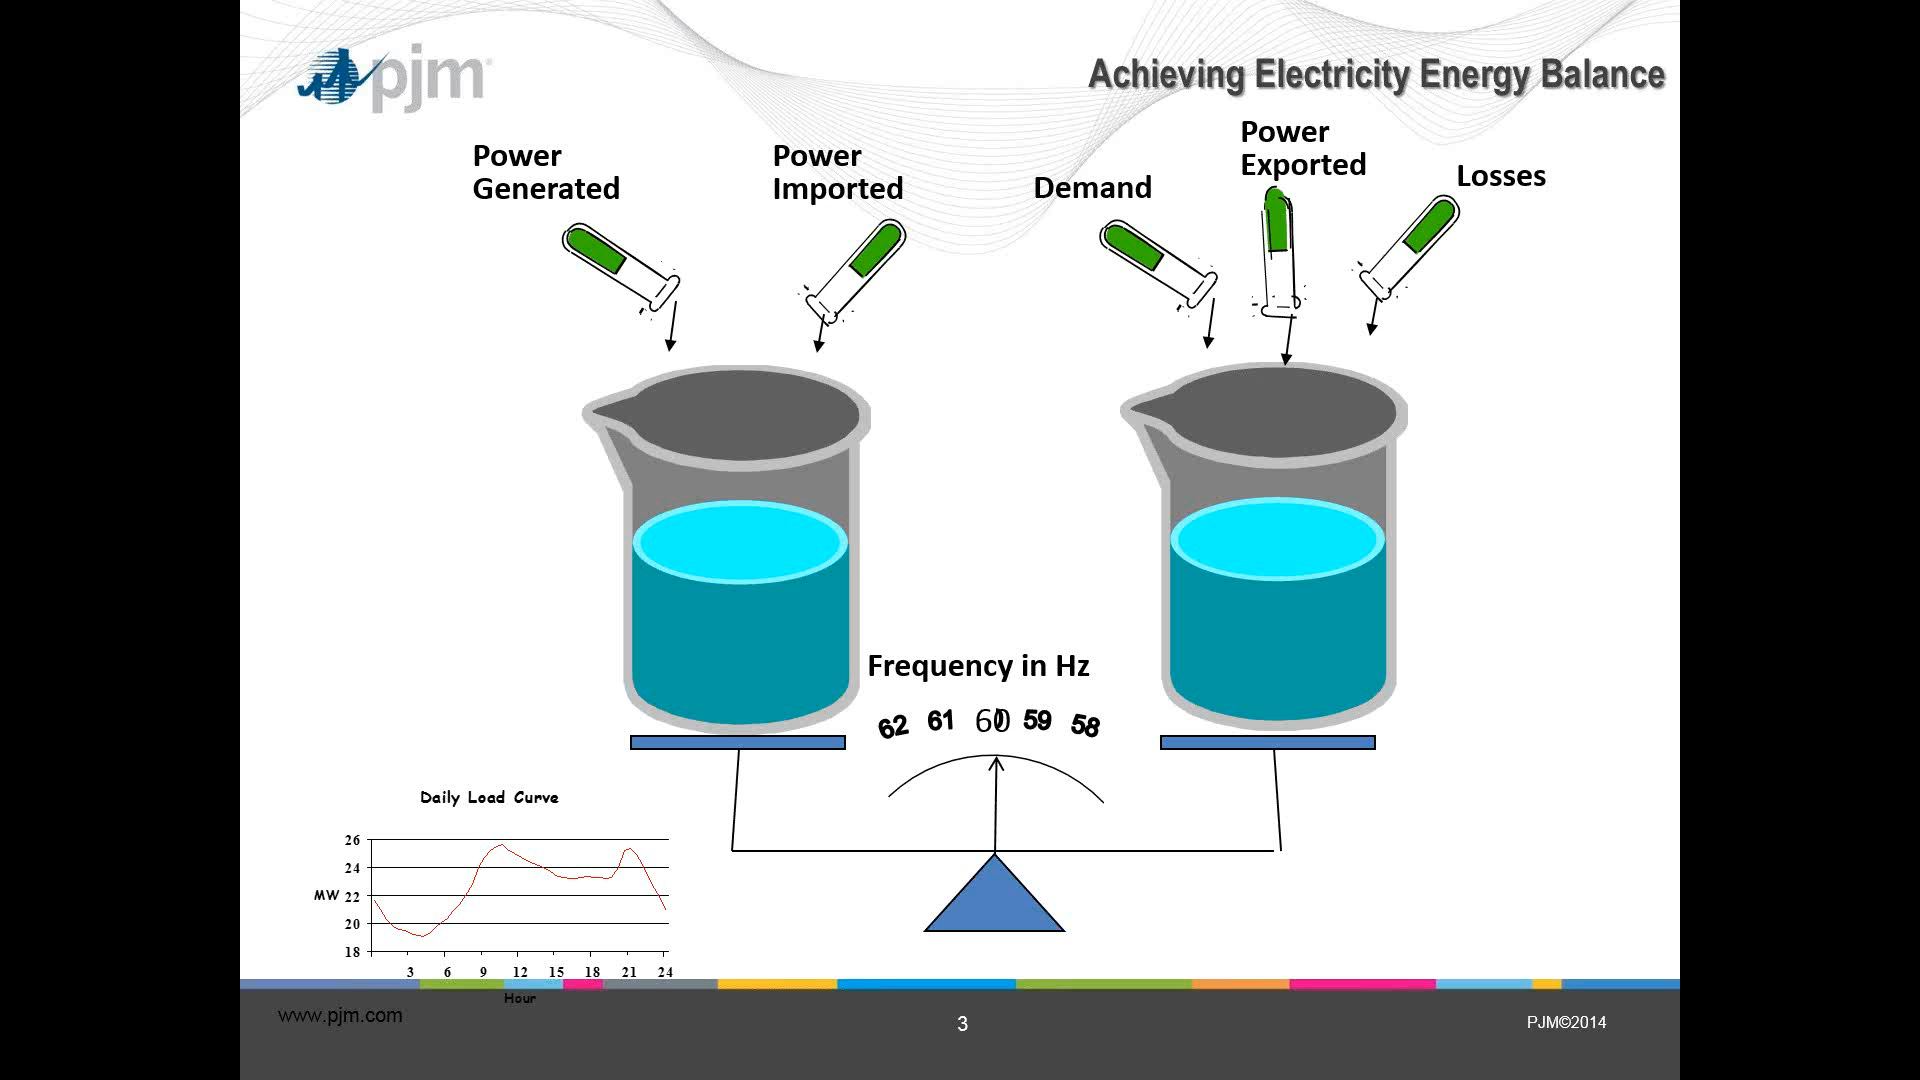 pjm
Achieving Electricity Energy Balance
Power
Generated
Power
Imported
Demand
Power
Exported
Losses
Frequency in Hz
62 61 60 59 58
Daily Load Curve
26
24
MW 22
20
18
3 6 9 12 15 18 21 24
Hour
www.pjm.com
3
PJM©2014